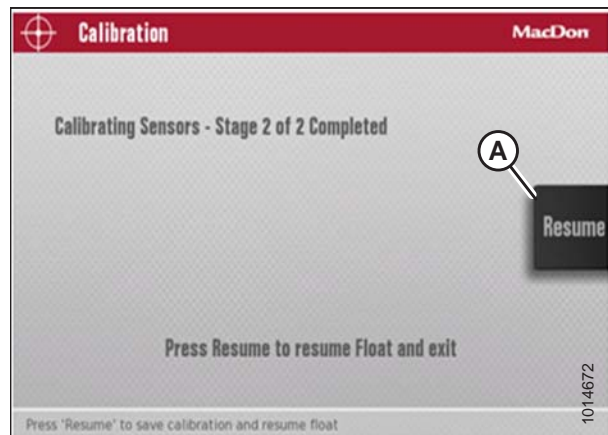 Calibration
MacDon
Calibrating Sensors - Stage 2 of 2 Completed
A
Resume
Press Resume to resume Float and exit
1014672
Press 'Resume' to save calibration and resume float